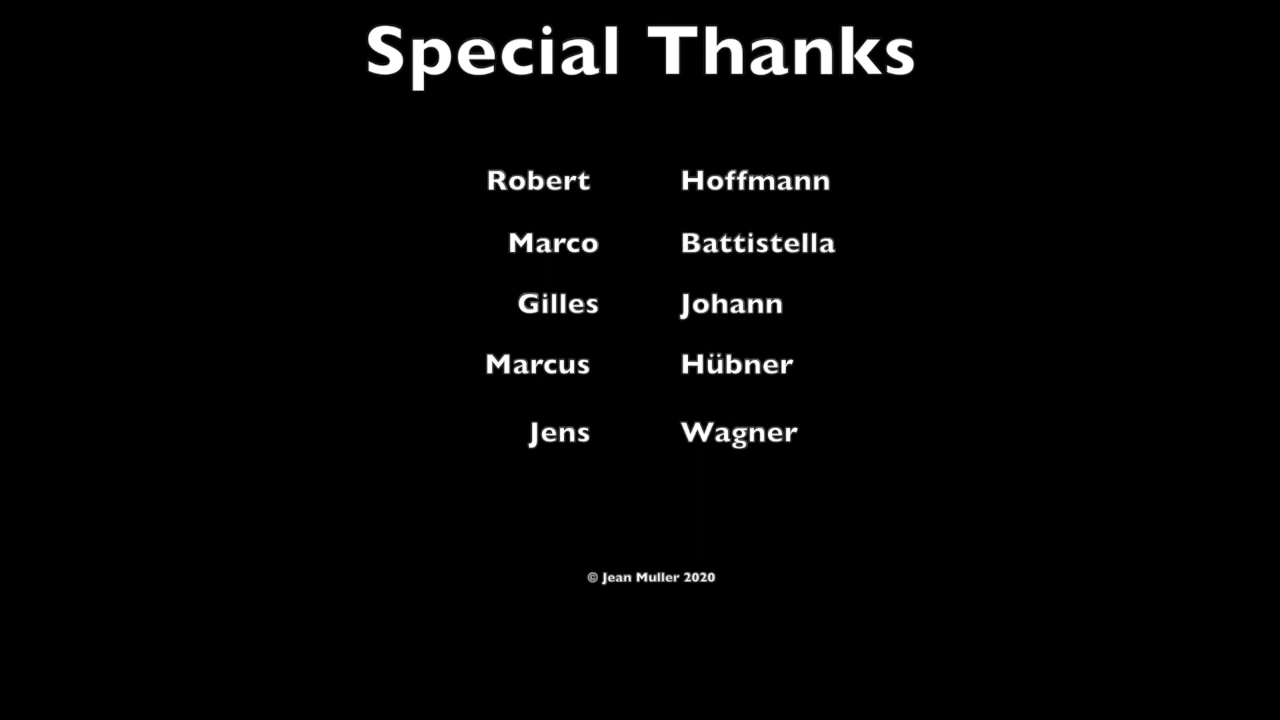 Special Thanks
Robert Hoffmann
Marco Battistella
Gilles Johann
Marcus Hübner
Jens Wagner
© Jean Muller 2020